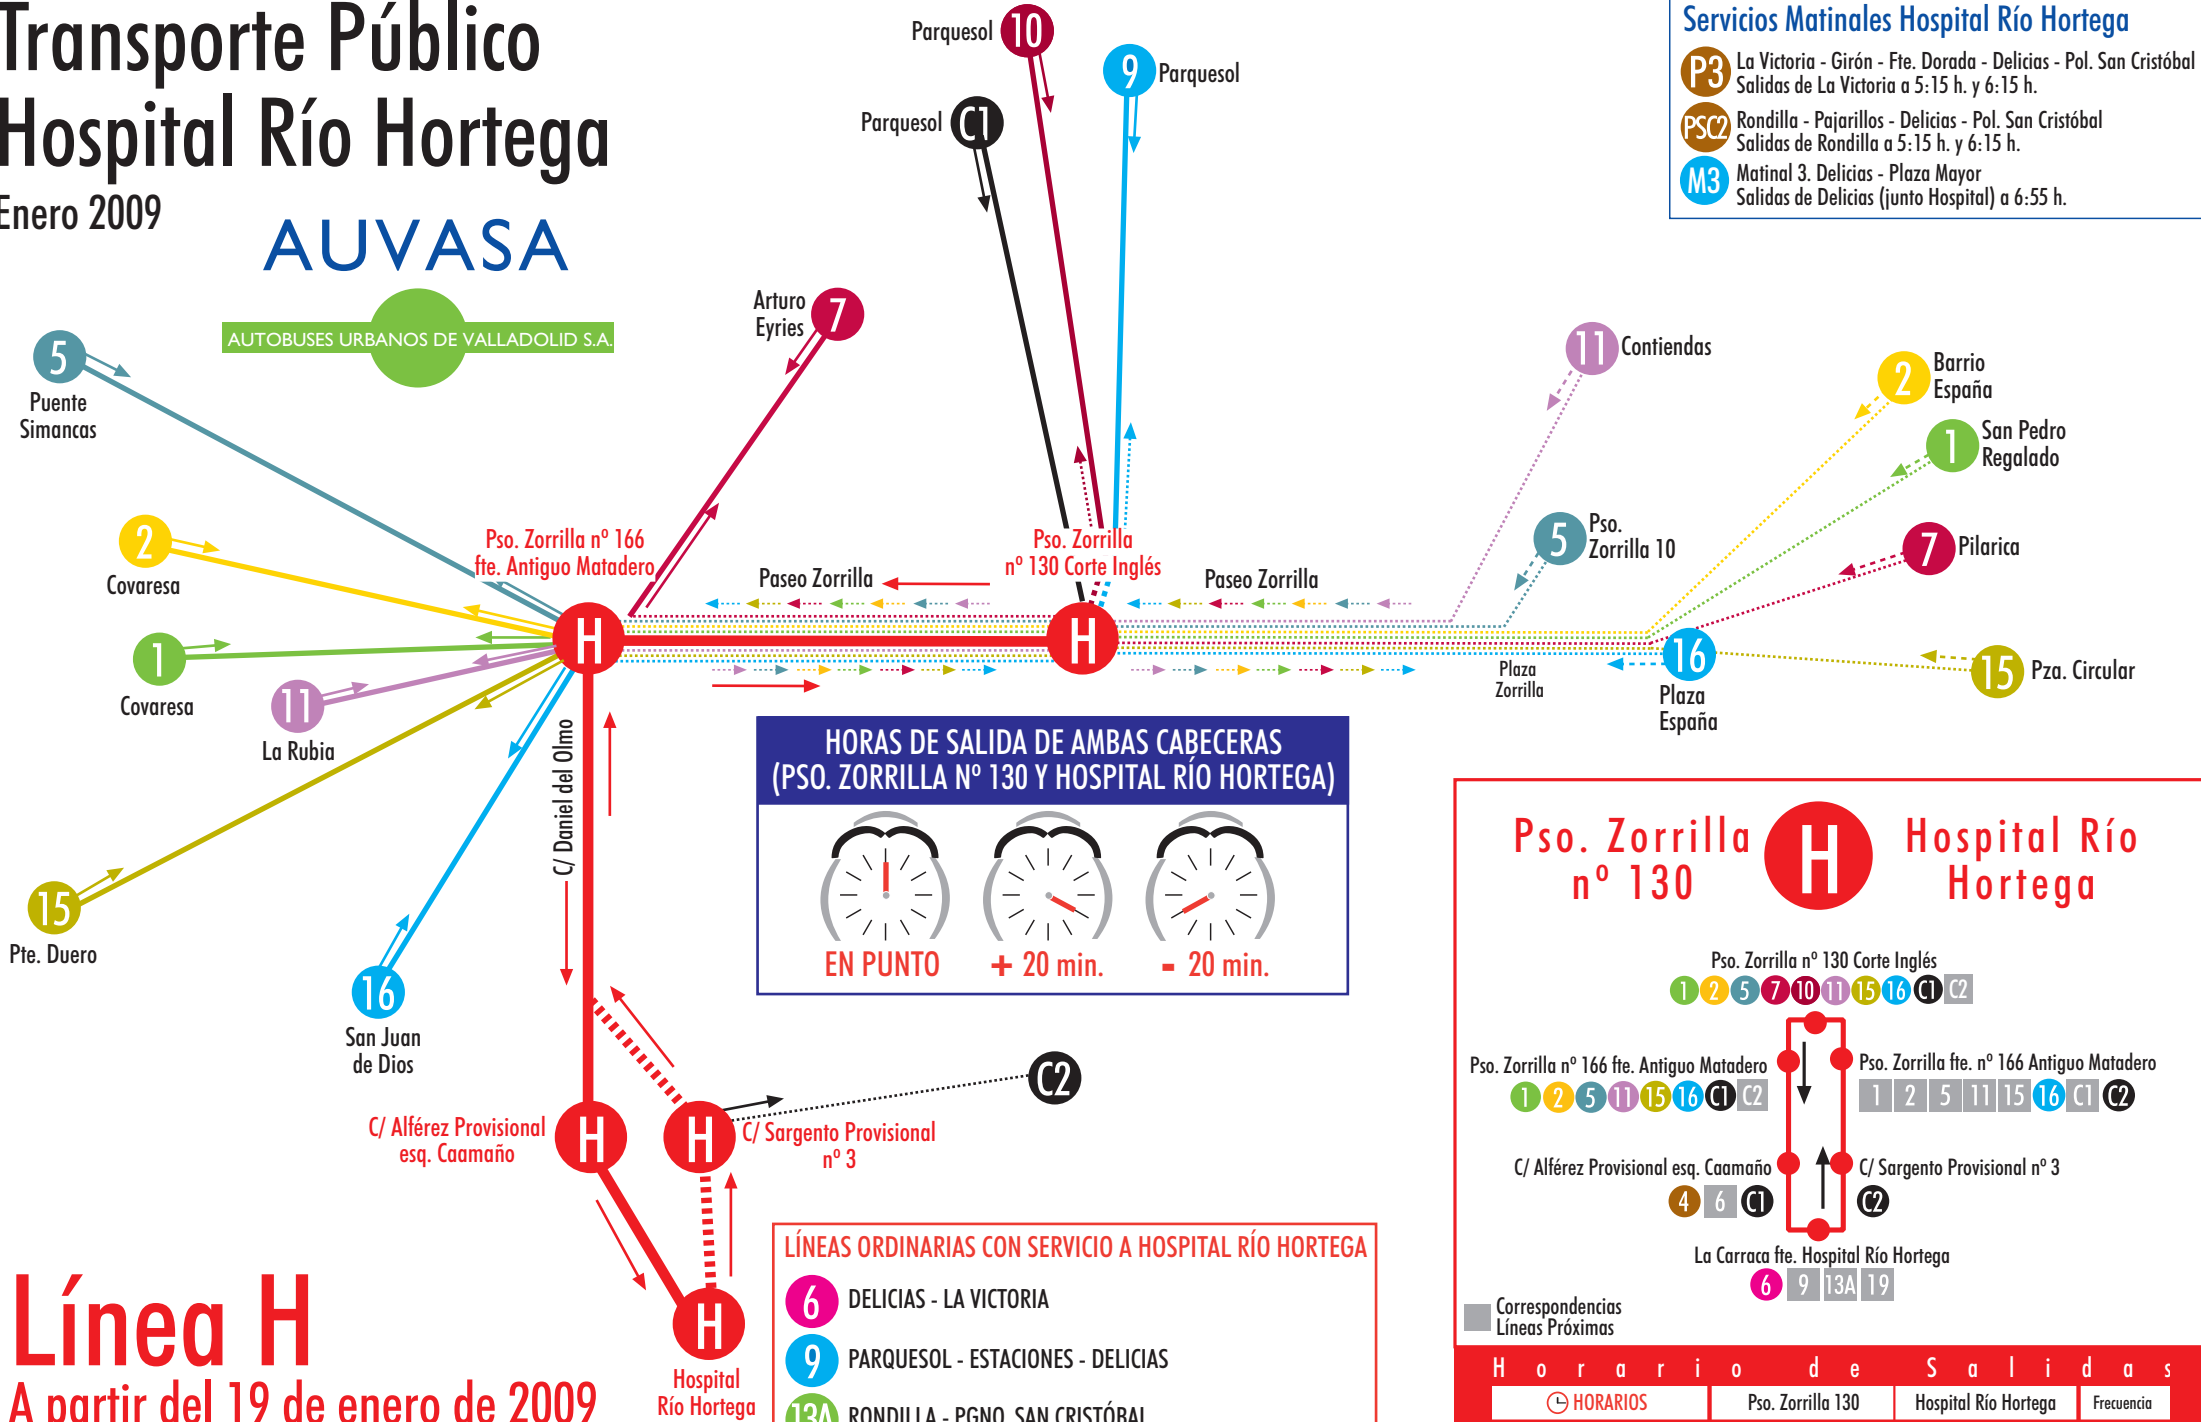 Transporte Público
Hospital Río Hortega
Enero 2009
AUVASA
AUTOBUSES URBANOS DE VALLADOLID S.A.
Servicios Matinales Hospital Río Hortega
P3
La Victoria - Girón - Fte. Dorada - Delicias - Pol. San Cristóbal
Salidas de La Victoria a 5:15 h. y 6:15 h.
PSC2
Rondilla - Pajarillos - Delicias - Pol. San Cristóbal
Salidas de Rondilla a 5:15 h. y 6:15 h.
M3
Matinal 3. Delicias - Plaza Mayor
Salidas de Delicias (junto Hospital) a 6:55 h.
Parquesol 10
9 Parquesol
Parquesol C1
Arturo
Eyries
7
5
Puente
Simancas
2
Covaresa
1
Covaresa
11
La Rubia
15
Pte. Duero
16
San Juan
de Dios
Pso. Zorrilla nº 166
fte. Antiguo Matadero
H
Paseo Zorrilla
Pso. Zorrilla
nº 130 Corte Inglés
H
Paseo Zorrilla
11 Contiendas
2
Barrio
España
1
San Pedro
Regalado
5
Pso.
Zorrilla 10
7 Pilarica
Plaza
Zorrilla
16
Plaza
España
15 Pza. Circular
C/ Daniel del Olmo
HORAS DE SALIDA DE AMBAS CABECERAS
(PSO. ZORRILLA Nº 130 Y HOSPITAL RÍO HORTEGA)
EN PUNTO + 20 min. - 20 min.
C2
C/ Alférez Provisional
esq. Caamaño
H
H
C/ Sargento Provisional
nº 3
H
Hospital
Río Hortega
Línea H
A partir del 19 de enero de 2009
LÍNEAS ORDINARIAS CON SERVICIO A HOSPITAL RÍO HORTEGA
6 DELICIAS - LA VICTORIA
9 PARQUESOL - ESTACIONES - DELICIAS
13A RONDILLA - PGNO. SAN CRISTÓBAL
Pso. Zorrilla
nº 130
H
Hospital Río
Hortega
Pso. Zorrilla nº 130 Corte Inglés
1 2 5 7 10 11 15 16 C1 C2
Pso. Zorrilla nº 166 fte. Antiguo Matadero
1 2 5 11 15 16 C1 C2
Pso. Zorrilla fte. nº 166 Antiguo Matadero
1 2 5 11 15 16 C1 C2
C/ Alférez Provisional esq. Caamaño
4 6 C1
C/ Sargento Provisional nº 3
C2
La Carraca fte. Hospital Río Hortega
6 9 13A 19
Correspondencias
Líneas Próximas
Horario de Salidas
HORARIOS Pso. Zorrilla 130 Hospital Río Hortega Frecuencia